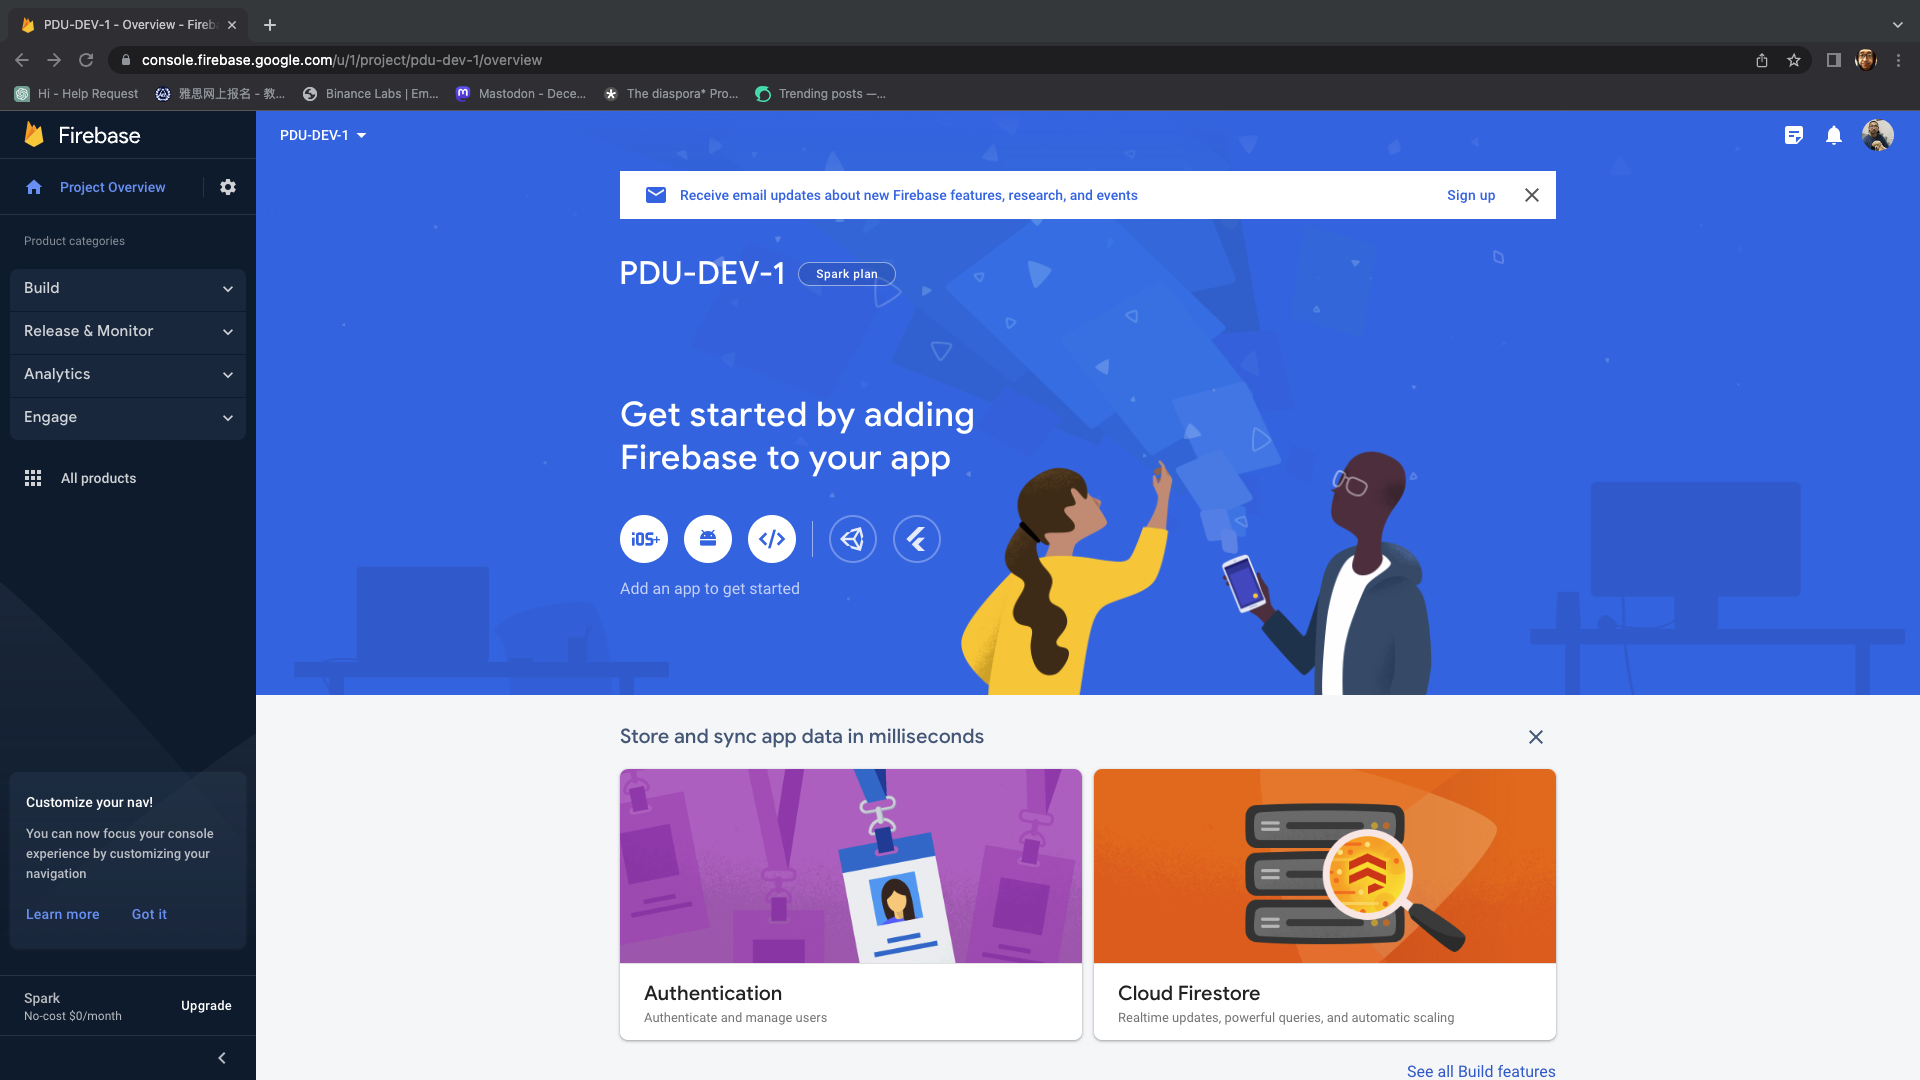 PDU-DEV-1 - Overview - Fireb
console.firebase.google.com/u/1/project/pdu-dev-1/overview
Hi - Help Request
雅思网上报名 - 教...
Binance Labs | Em...
Mastodon - Dece...
The diaspora* Pro...
Trending posts —...
Firebase
PDU-DEV-1
Project Overview
Receive email updates about new Firebase features, research, and events
Sign up
Product categories
Build
Release & Monitor
Analytics
Engage
All products
PDU-DEV-1
Spark plan
Get started by adding
Firebase to your app
iOS+
Add an app to get started
Store and sync app data in milliseconds
Customize your nav!
You can now focus your console
experience by customizing your
navigation
Learn more
Got it
Authentication
Authenticate and manage users
Cloud Firestore
Realtime updates, powerful queries, and automatic scaling
Spark
No-cost $0/month
Upgrade
See all Build features